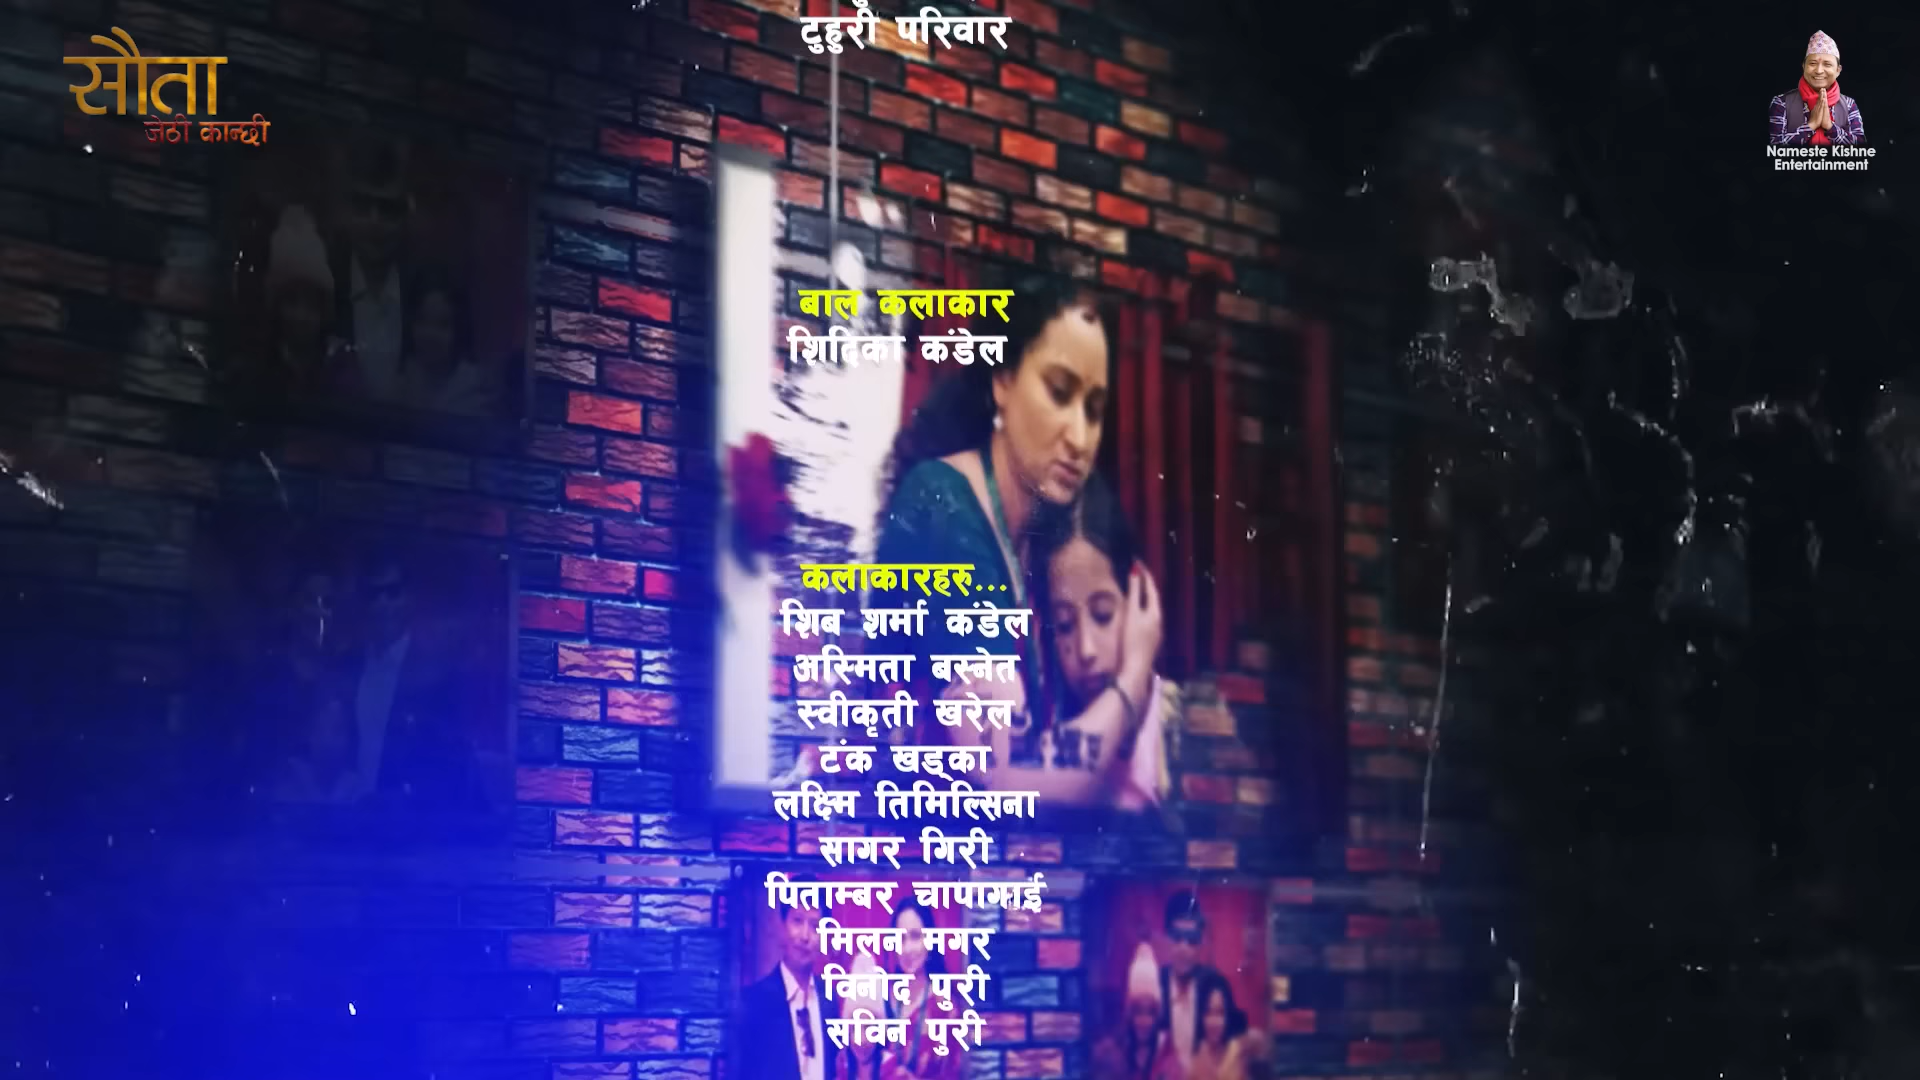 टुहुरी परिवार
सौता
जेठी कान्छी
Nameste Kishne
Entertainment
बाल कलाकार
शिदिका कंडेल
कलाकारहरु...
शिब शर्मा कंडेल
अस्मिता बस्नेत
स्वीकृती खरेल
टंक खड्का
लक्ष्मि तिमिल्सिना
सागर गिरी
पिताम्बर चापागाई
मिलन मगर
विनोद पुरी
सविन पुरी